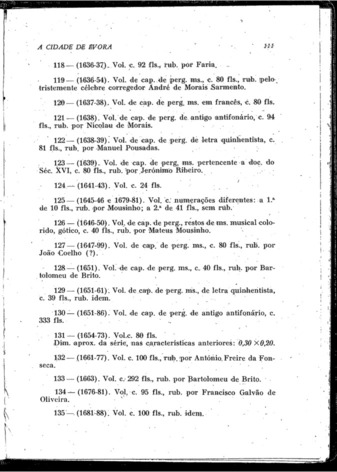 A CIDADE DE EVORA
118 — (1636-37). Vol. c. 92 fls., rub. por Faria.
119 — (1636-54). Vol. de cap. de perg. ms., c. 80 fls., rub. pelo
tristemente célebre corregedor André de Morais Sarmento.
120 — (1637-38). Vol. de cap. de perg. ms. em francês, c. 80 fls.
121 — (1638). Vol. de cap. de perg. de antigo antifonário, c. 94
fls., rub. por Nicolau de Morais.
122 — (1638-39). Vol. de cap. de perg. de letra quinhentista, c.
81 fls., rub. por Manuel Pousadas.
123 — (1639). Vol. de cap. de perg. ms. pertencente a doc. do
Séc. XVI, c. 80 fls., rub. por Jerónimo Ribeiro.
124 — (1641-43). Vol. c. 24 fls.
125 — (1645-46 e 1679-81). Vol. c. numerações diferentes: a 1.ª
de 10 fls., rub. por Mousinho; a 2.ª de 41 fls., sem rub.
126 — (1646-50). Vol. de cap. de perg., restos de ms. musical colo-
rido, gótico, c. 40 fls., rub. por Mateus Mousinho.
127 — (1647-99). Vol. de cap. de perg. ms., c. 80 fls., rub. por
João Coelho (?).
128 — (1651). Vol. de cap. de perg. ms., c. 40 fls., rub. por Bar-
tolomeu de Brito.
129 — (1651-61). Vol. de cap. de perg. ms., de letra quinhentista,
c. 39 fls., rub. idem.
130 — (1651-86). Vol. de cap. de perg. de antigo antifonário, c.
333 fls.
131 — (1654-73). Vol.c. 80 fls.
Dim. aprox. da série, nas características anteriores: 0,30 × 0,20.
132 — (1661-77). Vol. c. 100 fls., rub. por António Freire da Fon-
seca.
133 — (1663). Vol. c. 292 fls., rub. por Bartolomeu de Brito.
134 — (1676-81). Vol. c. 95 fls., rub. por Francisco Galvão de
Oliveira.
135 — (1681-88). Vol. c. 100 fls., rub. idem.